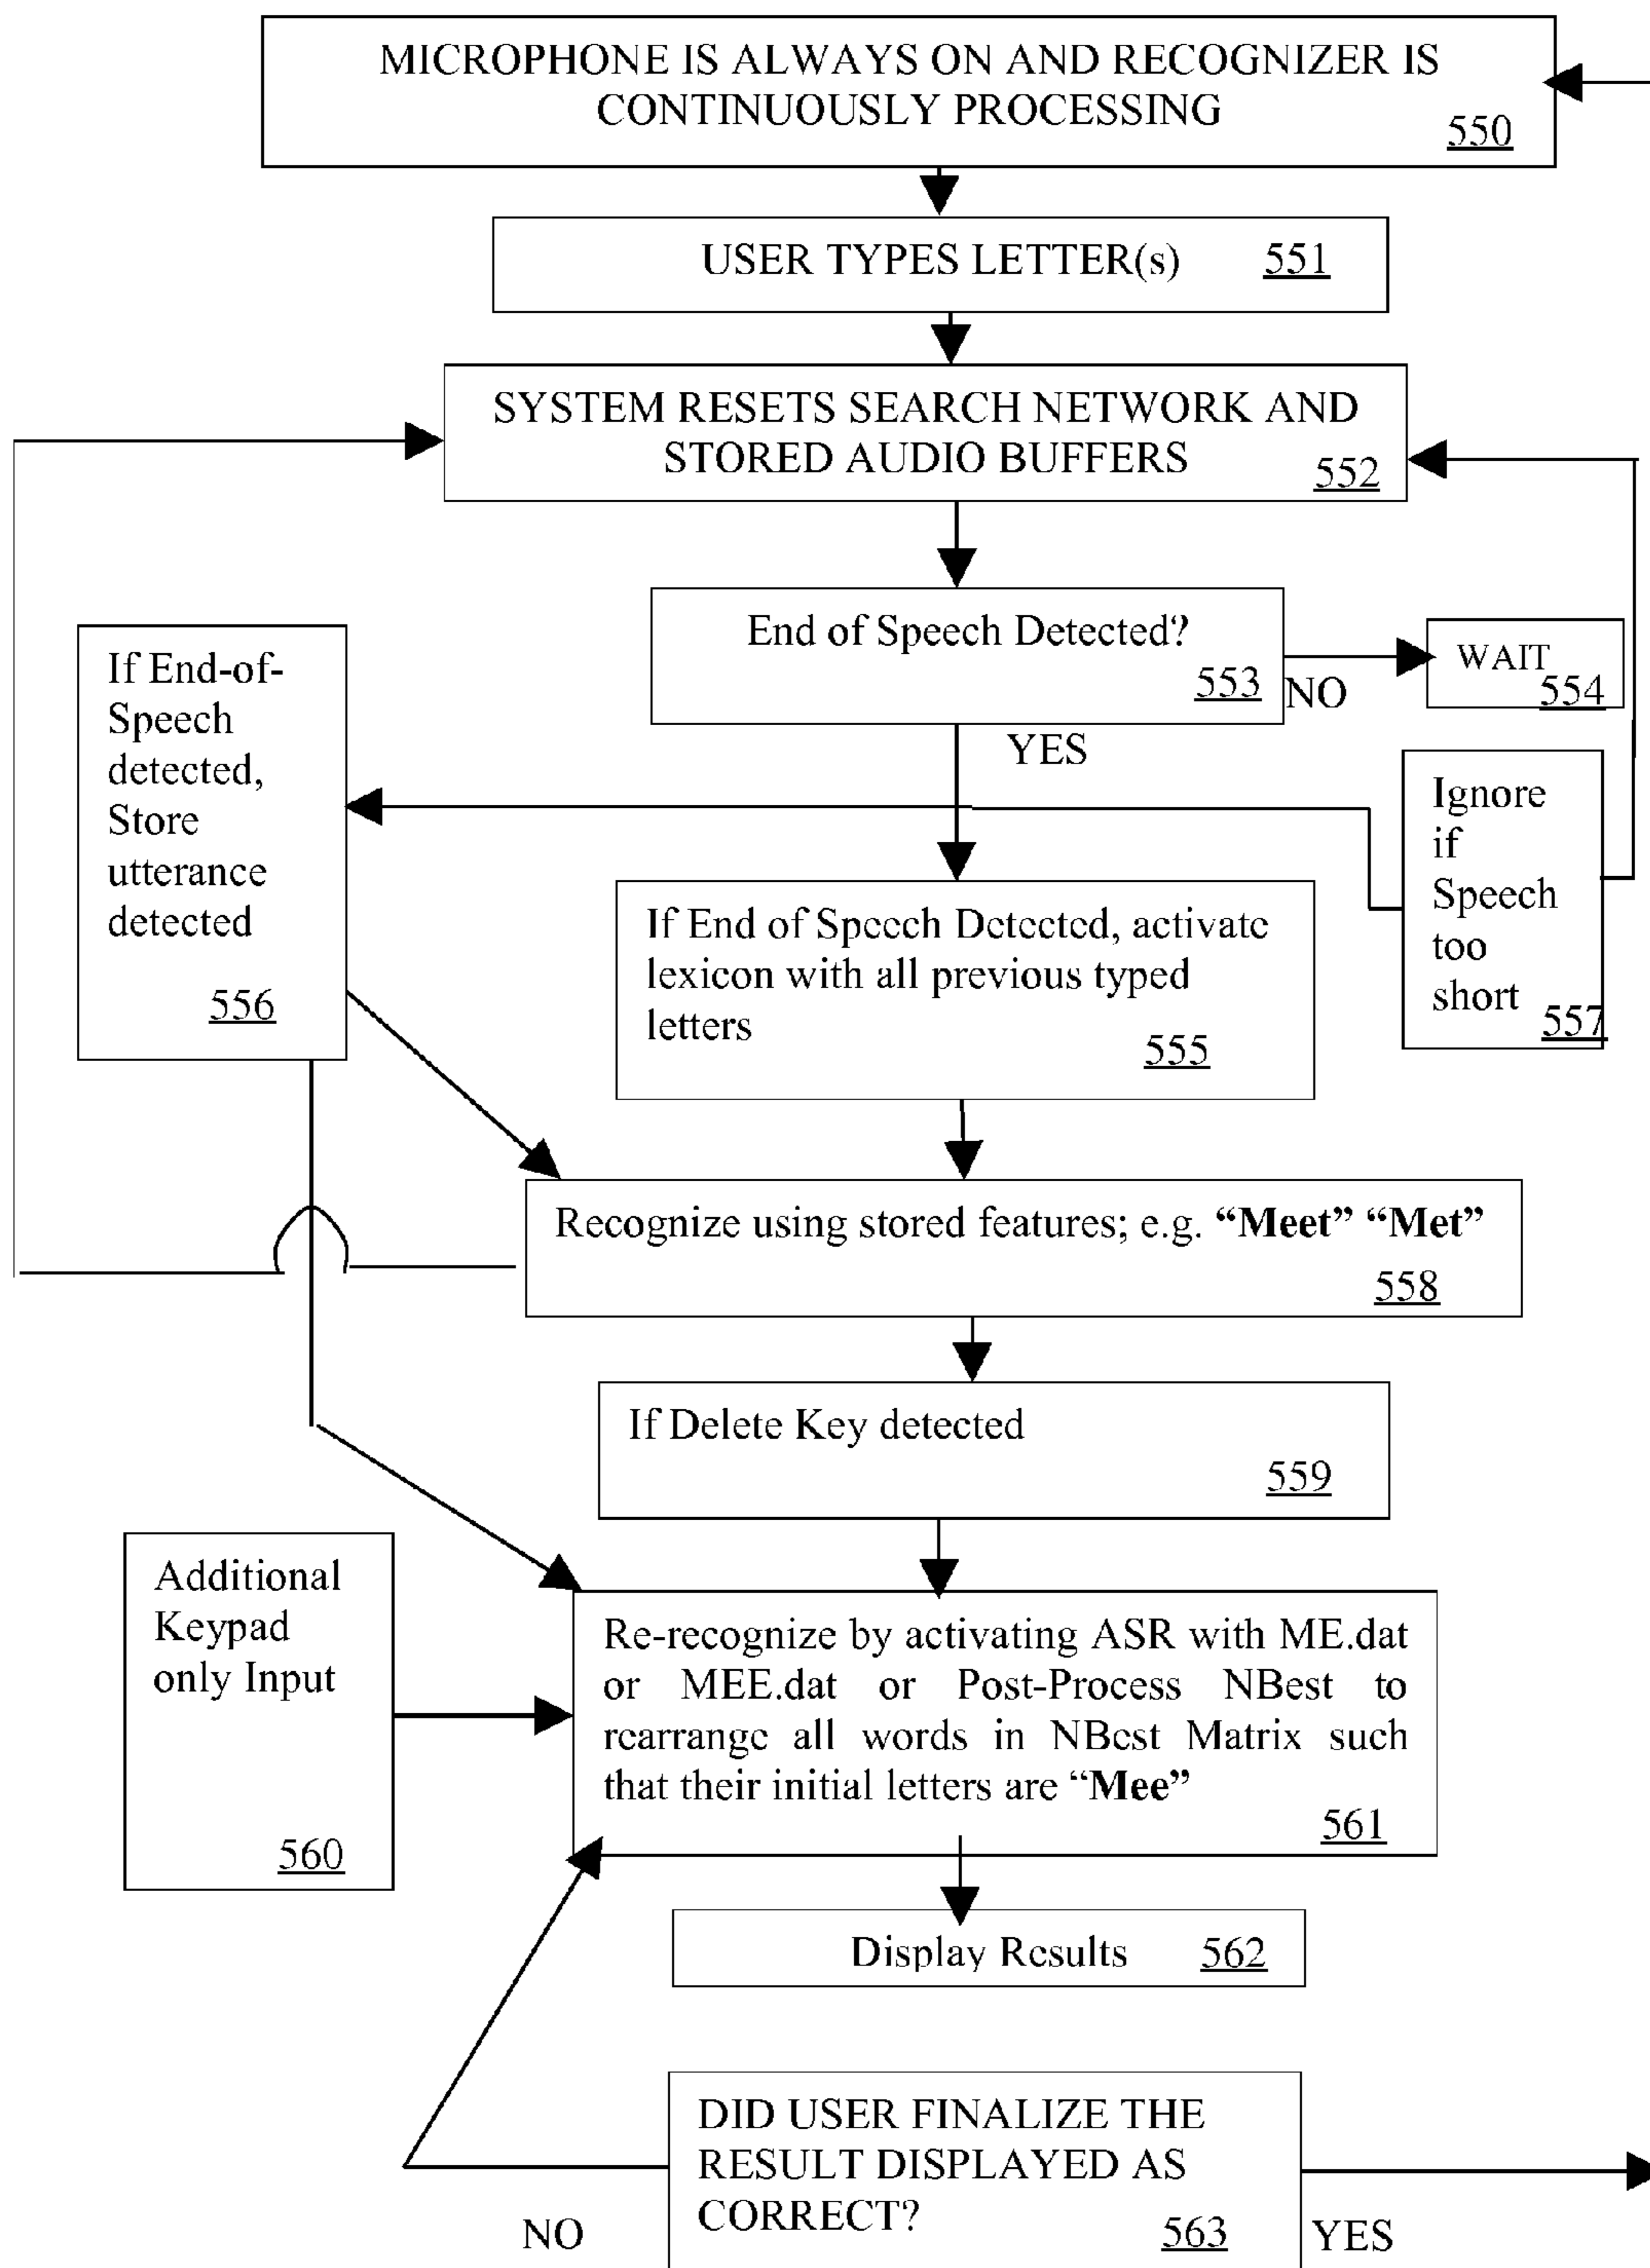 MICROPHONE IS ALWAYS ON AND RECOGNIZER IS
CONTINUOUSLY PROCESSING
550
USER TYPES LETTER(s) 551
SYSTEM RESETS SEARCH NETWORK AND
STORED AUDIO BUFFERS
552
End of Speech Detected?
553
NO
WAIT
554
YES
If End-of-
Speech
detected,
Store
utterance
detected
556
Ignore
if
Speech
too
short
557
If End of Speech Detected, activate
lexicon with all previous typed
letters
555
Recognize using stored features; e.g. “Meet” “Met”
558
If Delete Key detected
559
Additional
Keypad
only Input
560
Re-recognize by activating ASR with ME.dat
or MEE.dat or Post-Process NBest to
rearrange all words in NBest Matrix such
that their initial letters are “Mee”
561
Display Results 562
DID USER FINALIZE THE
RESULT DISPLAYED AS
CORRECT?
563
NO
YES